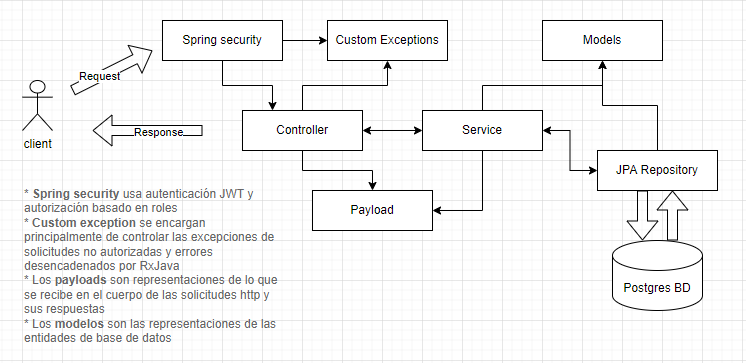 Spring security
Custom Exceptions
Models
Request
client
Response
Controller
Service
JPA Repository
Payload
Postgres BD
* Spring security usa autenticación JWT y
autorización basado en roles
* Custom exception se encargan
principalmente de controlar las excepciones de
solicitudes no autorizadas y errores
desencadenados por RxJava
* Los payloads son representaciones de lo que
se recibe en el cuerpo de las solicitudes http y
sus respuestas
* Los modelos son las representaciones de las
entidades de base de datos